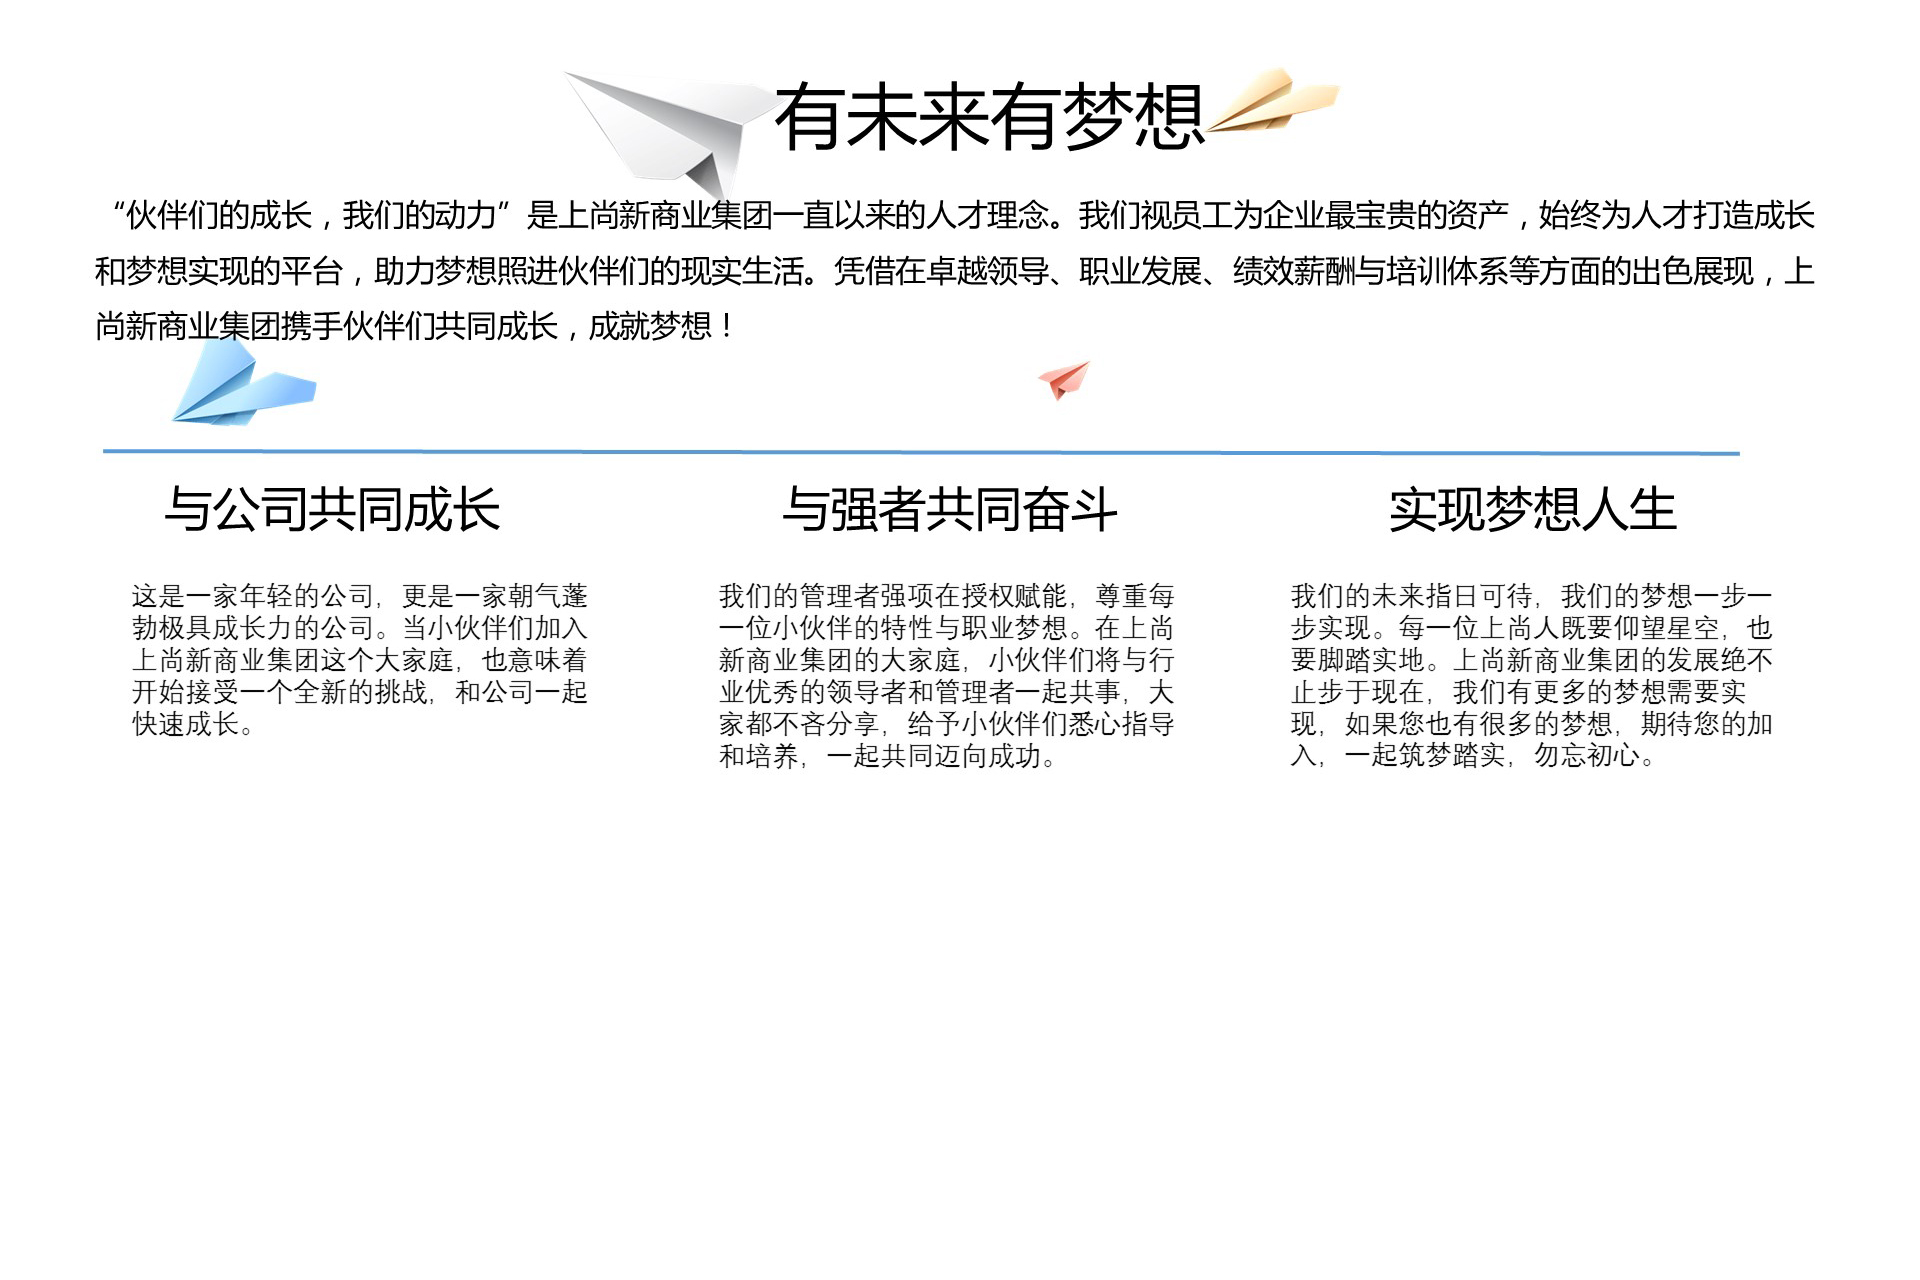 有未来有梦想
“伙伴们的成长，我们的动力”是上尚新商业集团一直以来的人才理念。我们视员工为企业最宝贵的资产，始终为人才打造成长
和梦想实现的平台，助力梦想照进伙伴们的现实生活。凭借在卓越领导、职业发展、绩效薪酬与培训体系等方面的出色展现，上
尚新商业集团携手伙伴们共同成长，成就梦想！
与公司共同成长
这是一家年轻的公司，更是一家朝气蓬
勃极具成长力的公司。当小伙伴们加入
上尚新商业集团这个大家庭，也意味着
开始接受一个全新的挑战，和公司一起
快速成长。
与强者共同奋斗
我们的管理者强项在授权赋能，尊重每
一位小伙伴的特性与职业梦想。在上尚
新商业集团的大家庭，小伙伴们将与行
业优秀的领导者和管理者一起共事，大
家都不吝分享，给予小伙伴们悉心指导
和培养，一起共同迈向成功。
实现梦想人生
我们的未来指日可待，我们的梦想一步一
步实现。每一位上尚人既要仰望星空，也
要脚踏实地。上尚新商业集团的发展绝不
止步于现在，我们有更多的梦想需要实
现，如果您也有很多的梦想，期待您的加
入，一起筑梦踏实，勿忘初心。